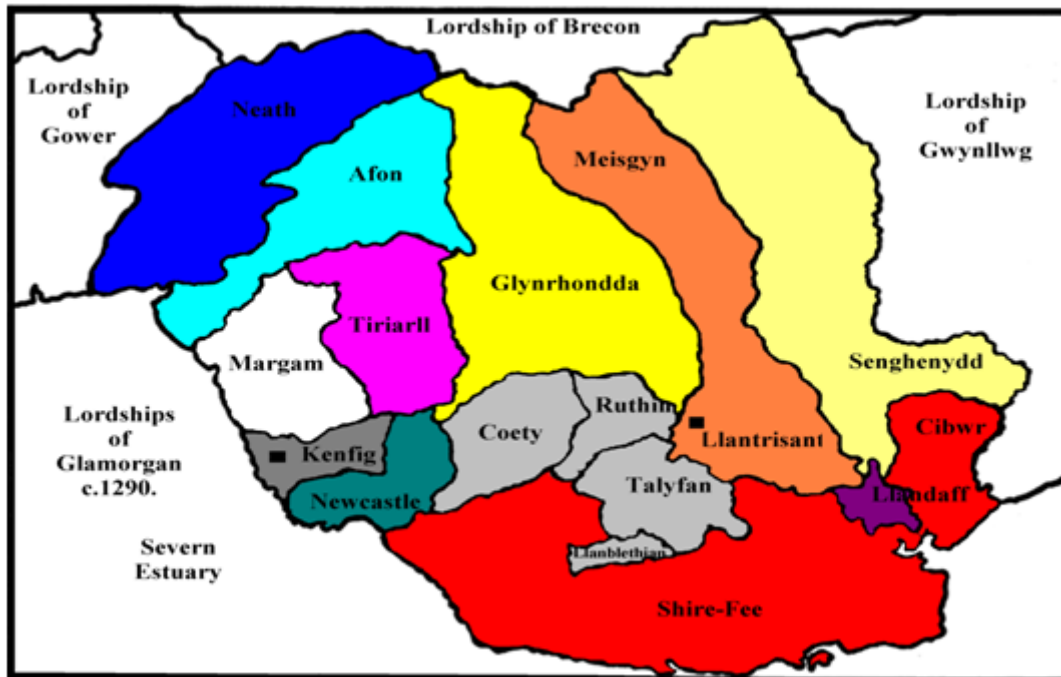 Lordship of Brecon
Lordship
of
Gower
Neath
Lordship
of
Gwynllwg
Meisgyn
Afon
Glynrhondda
Tiriarll
Margam
Senghenydd
Lordships
of
Glamorgan
c.1290.
Ruthin
Coety
Llantrisant
Cibwr
Kenfig
Talyfan
Newcastle
Llandaff
Severn
Estuary
Llanblethian
Shire-Fee